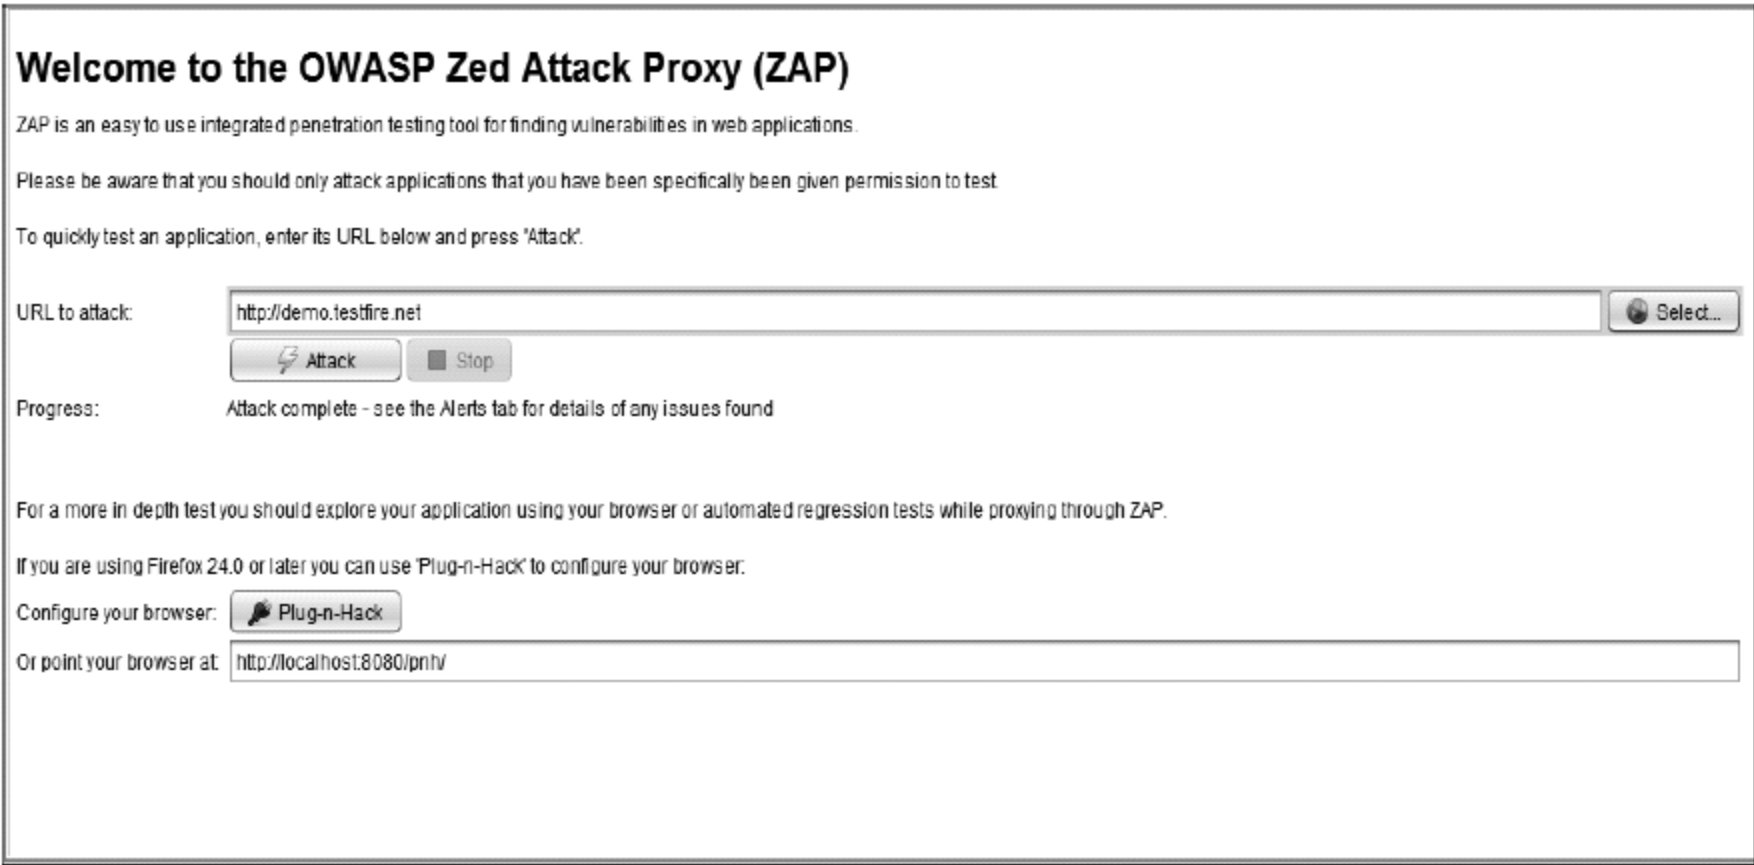 Welcome to the OWASP Zed Attack Proxy (ZAP)
ZAP is an easy to use integrated penetration testing tool for finding vulnerabilities in web applications.
Please be aware that you should only attack applications that you have been specifically been given permission to test.
To quickly test an application, enter its URL below and press 'Attack'.
URL to attack: http://demo.testfire.net Select...
Attack Stop
Progress: Attack complete - see the Alerts tab for details of any issues found
For a more in depth test you should explore your application using your browser or automated regression tests while proxying through ZAP.
If you are using Firefox 24.0 or later you can use 'Plug-n-Hack' to configure your browser:
Configure your browser: Plug-n-Hack
Or point your browser at: http://localhost:8080/pnh/